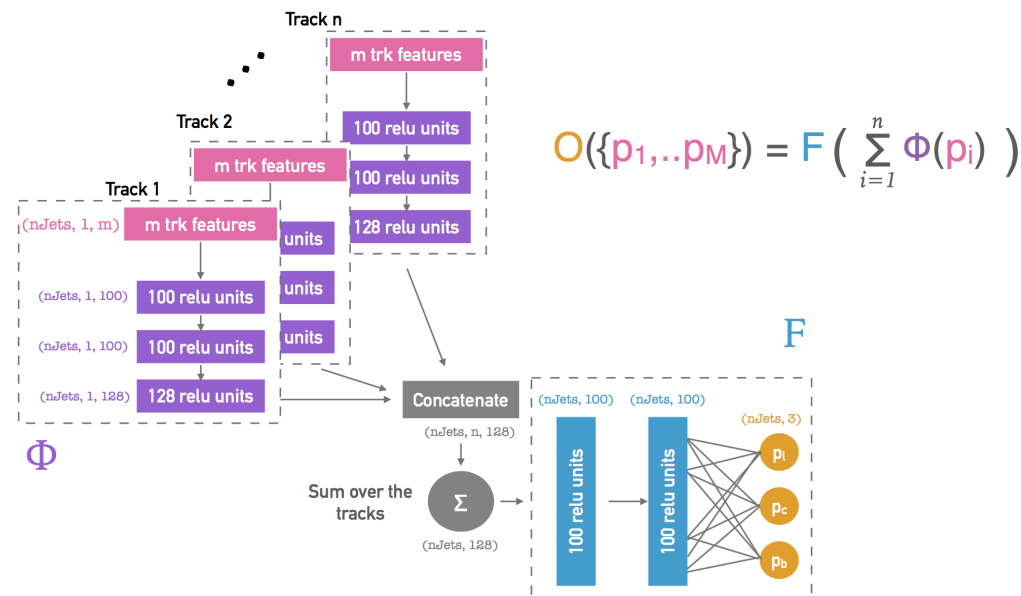 Track n
m trk features
100 relu units
100 relu units
128 relu units
Track 2
m trk features
units
units
units
Track 1
(nJets, 1, m)
m trk features
(nJets, 1, 100)
100 relu units
(nJets, 1, 100)
100 relu units
(nJets, 1, 128)
128 relu units
Φ
O({p1,..pM}) = F ( n Σ i=1 Φ(pi) )
Concatenate
(nJets, n, 128)
Sum over the
tracks
Σ
(nJets, 128)
F
(nJets, 100)
100 relu units
(nJets, 100)
100 relu units
(nJets, 3)
pl
pc
pb